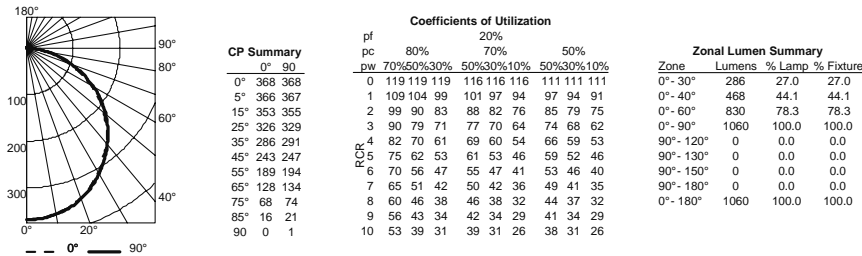 180°
90°
80°
60°
40°
100
200
300
0° 20°
0° 90°
CP Summary
0° 90
0° 368 368
5° 366 367
15° 353 355
25° 326 329
35° 286 291
45° 243 247
55° 189 194
65° 128 134
75° 68 74
85° 16 21
90 0 1
Coefficients of Utilization
pf 20%
pc 80% 70% 50%
pw 70%50%30% 50%30%10% 50%30%10%
RCR
0 119 119 119 116 116 116 111 111 111
1 109 104 99 101 97 94 97 94 91
2 99 90 83 88 82 76 85 79 75
3 90 79 71 77 70 64 74 68 62
4 82 70 61 69 60 54 66 59 53
5 75 62 53 61 53 46 59 52 46
6 70 56 47 55 47 41 53 46 40
7 65 51 42 50 42 36 49 41 35
8 60 46 38 46 38 32 44 37 32
9 56 43 34 42 34 29 41 34 29
10 53 39 31 39 31 26 38 31 26
Zonal Lumen Summary
Zone Lumens % Lamp % Fixture
0°- 30° 286 27.0 27.0
0°- 40° 468 44.1 44.1
0°- 60° 830 78.3 78.3
0°- 90° 1060 100.0 100.0
90°- 120° 0 0.0 0.0
90°- 130° 0 0.0 0.0
90°- 150° 0 0.0 0.0
90°- 180° 0 0.0 0.0
0°- 180° 1060 100.0 100.0